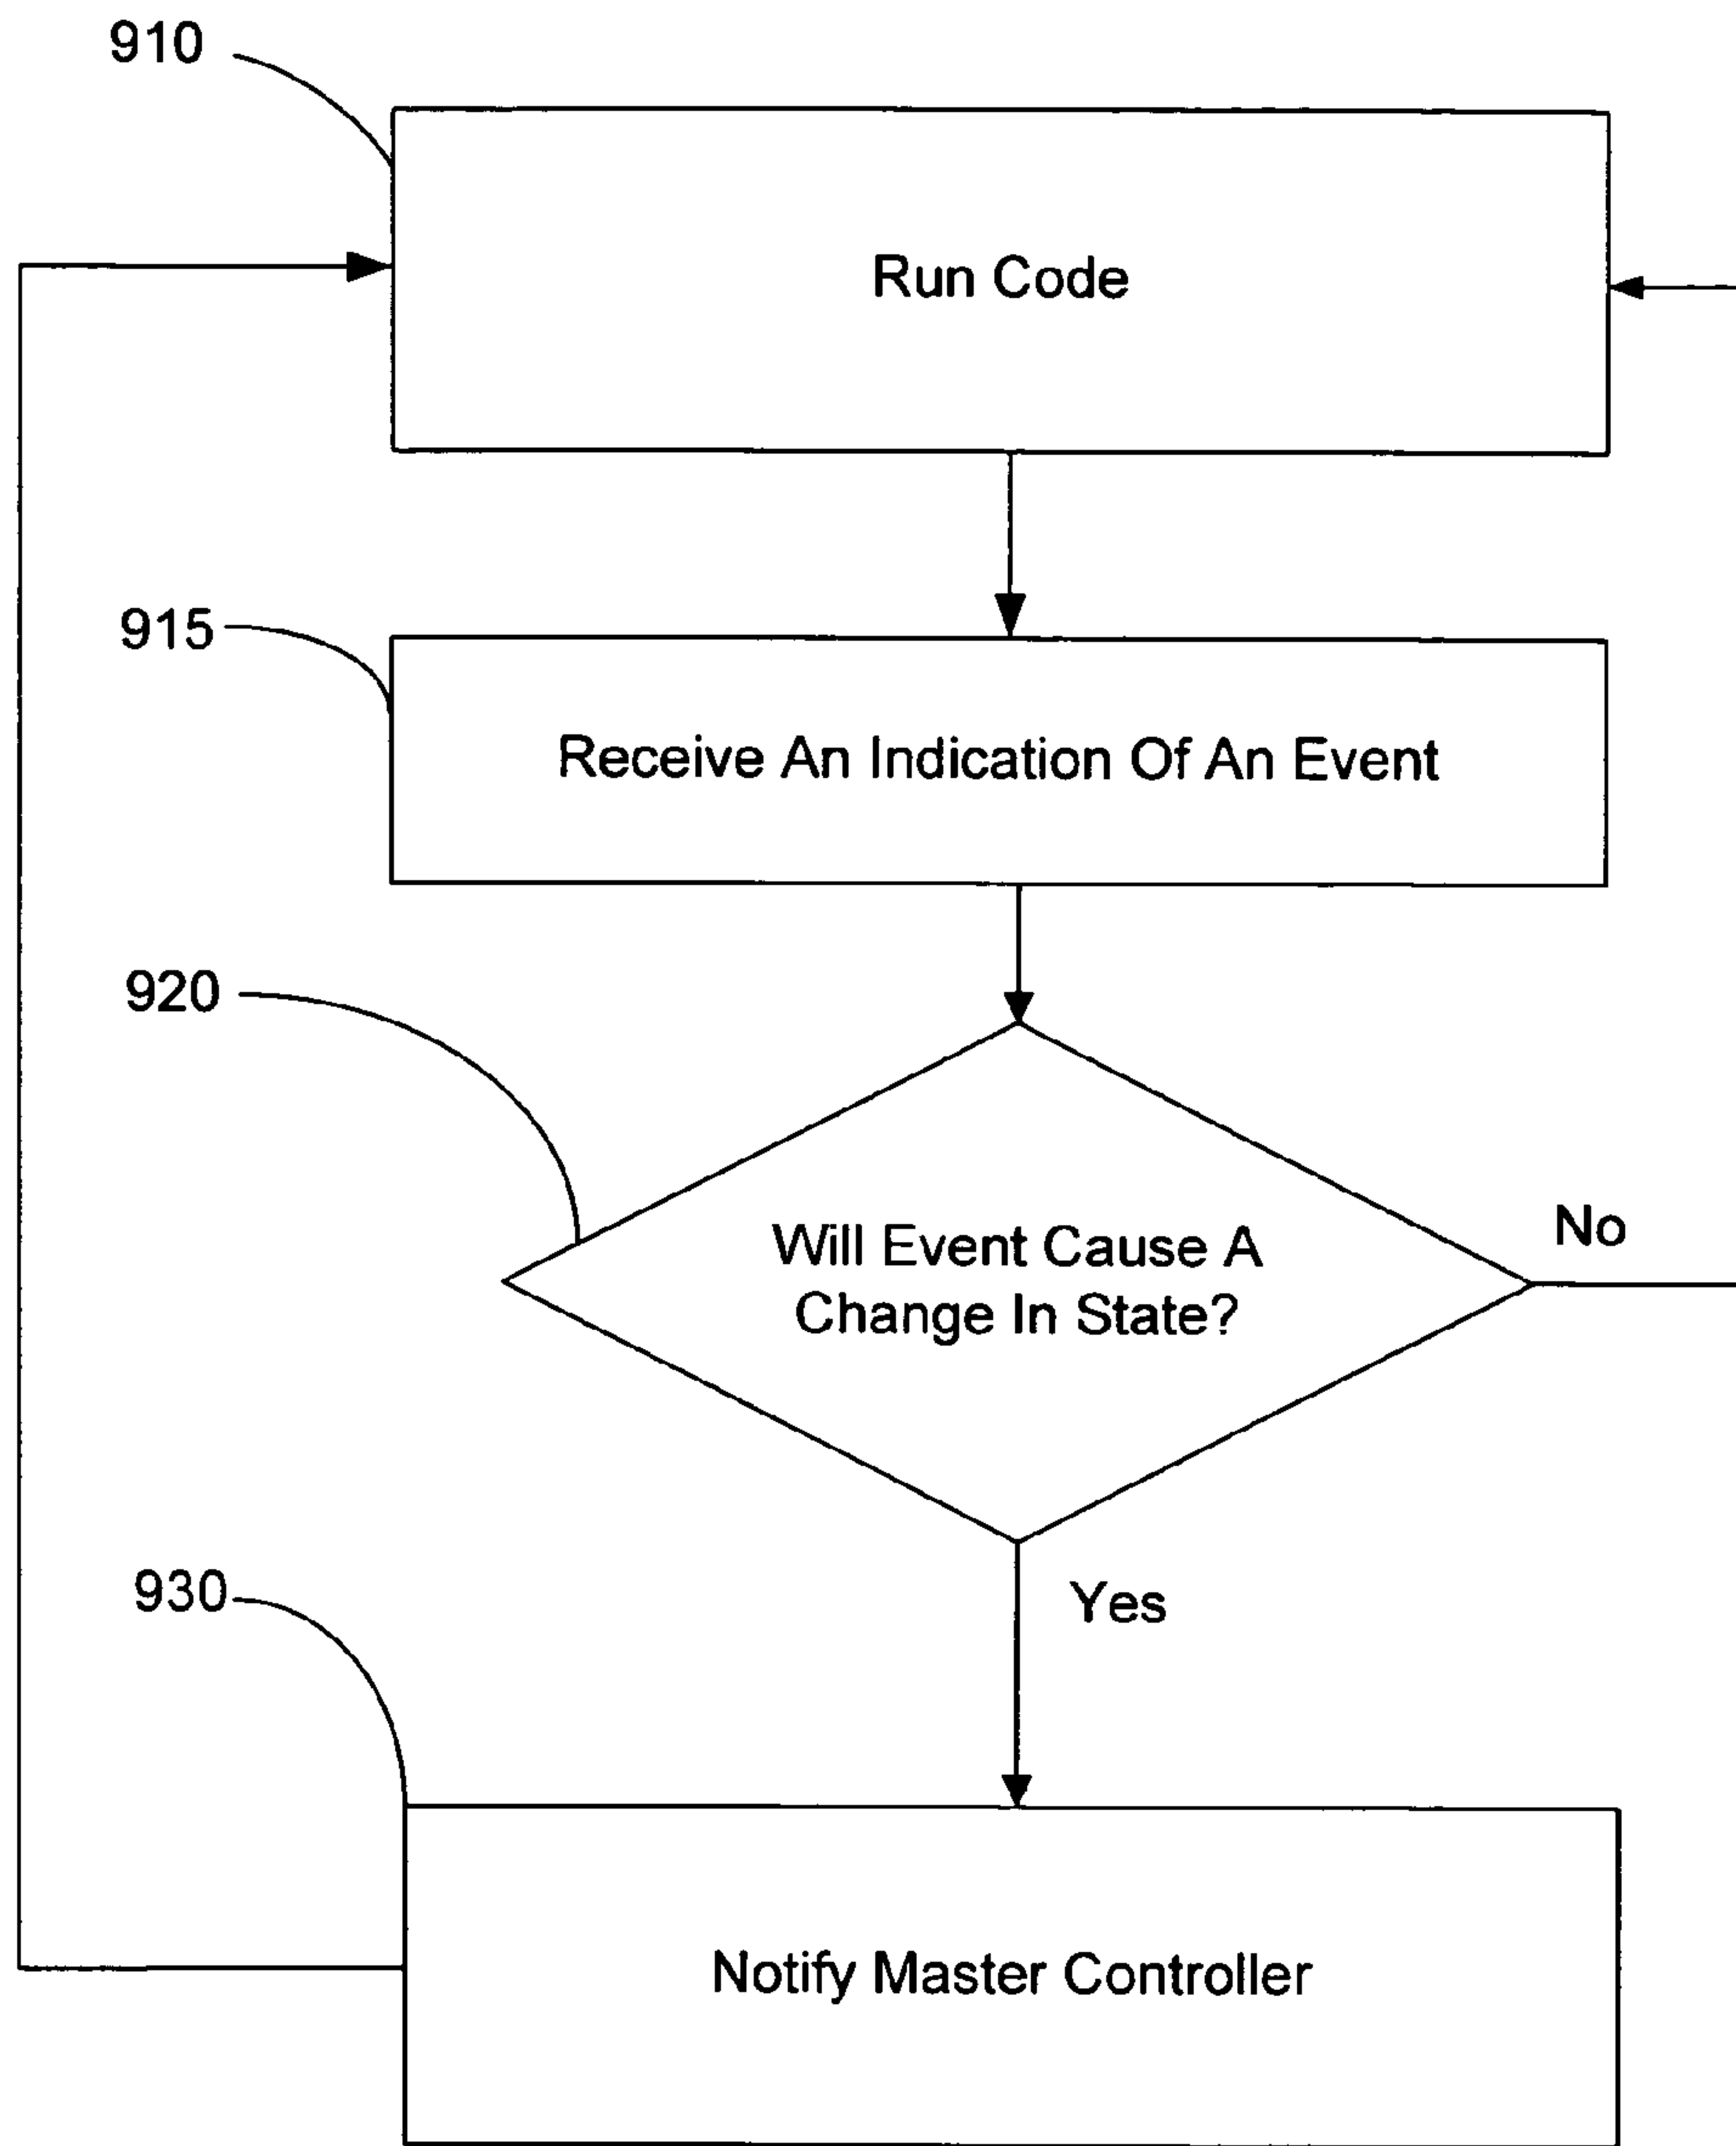 910
Run Code
915
Receive An Indication Of An Event
920
Will Event Cause A
Change In State?
No
Yes
930
Notify Master Controller